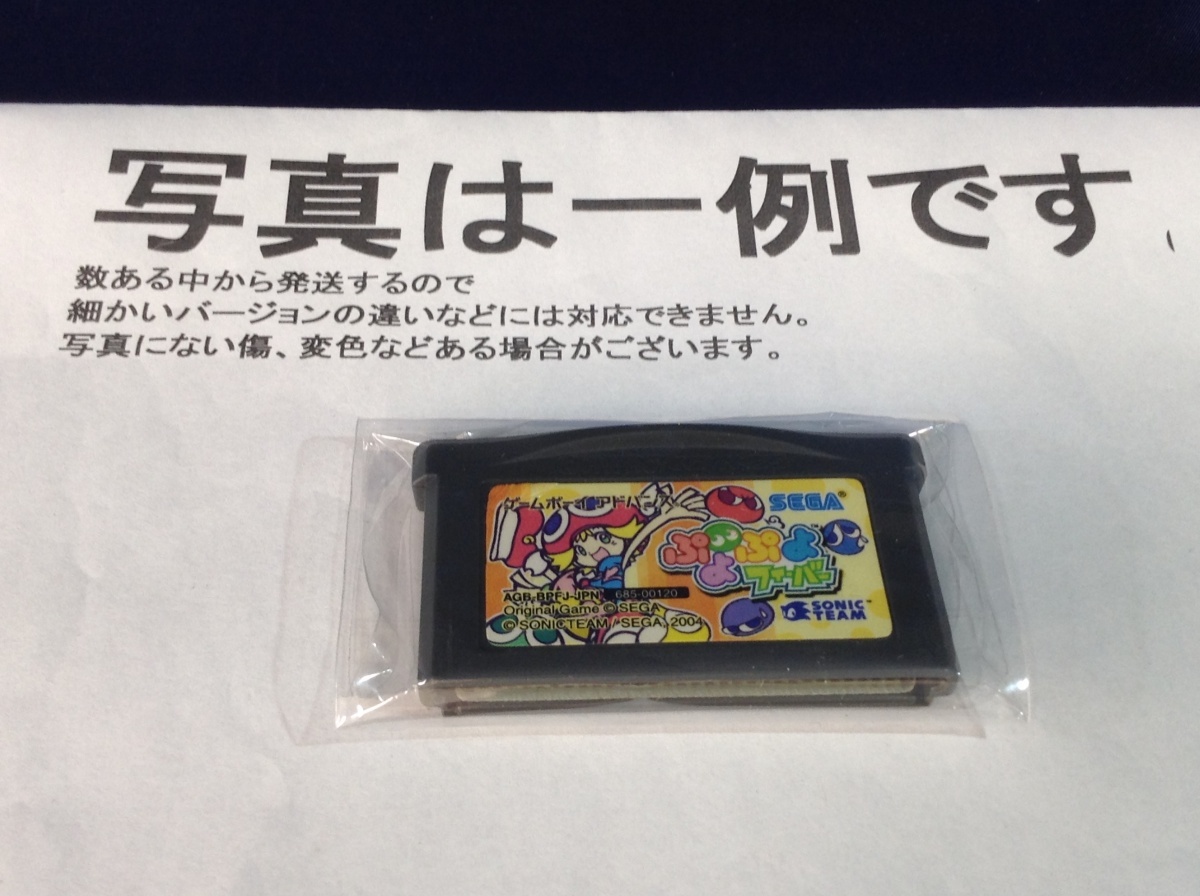 写真は一例です。
数ある中から発送するので
細かいバージョンの違いなどには対応できません。
写真にない傷、変色などある場合がございます。
ゲームボーイアドバンス
SEGA®
ぷよぷよ™
フィーバー
AGB-BPFJ-JPN 685-00120
Original Game © SEGA
© SONICTEAM / SEGA, 2004
SONIC TEAM™